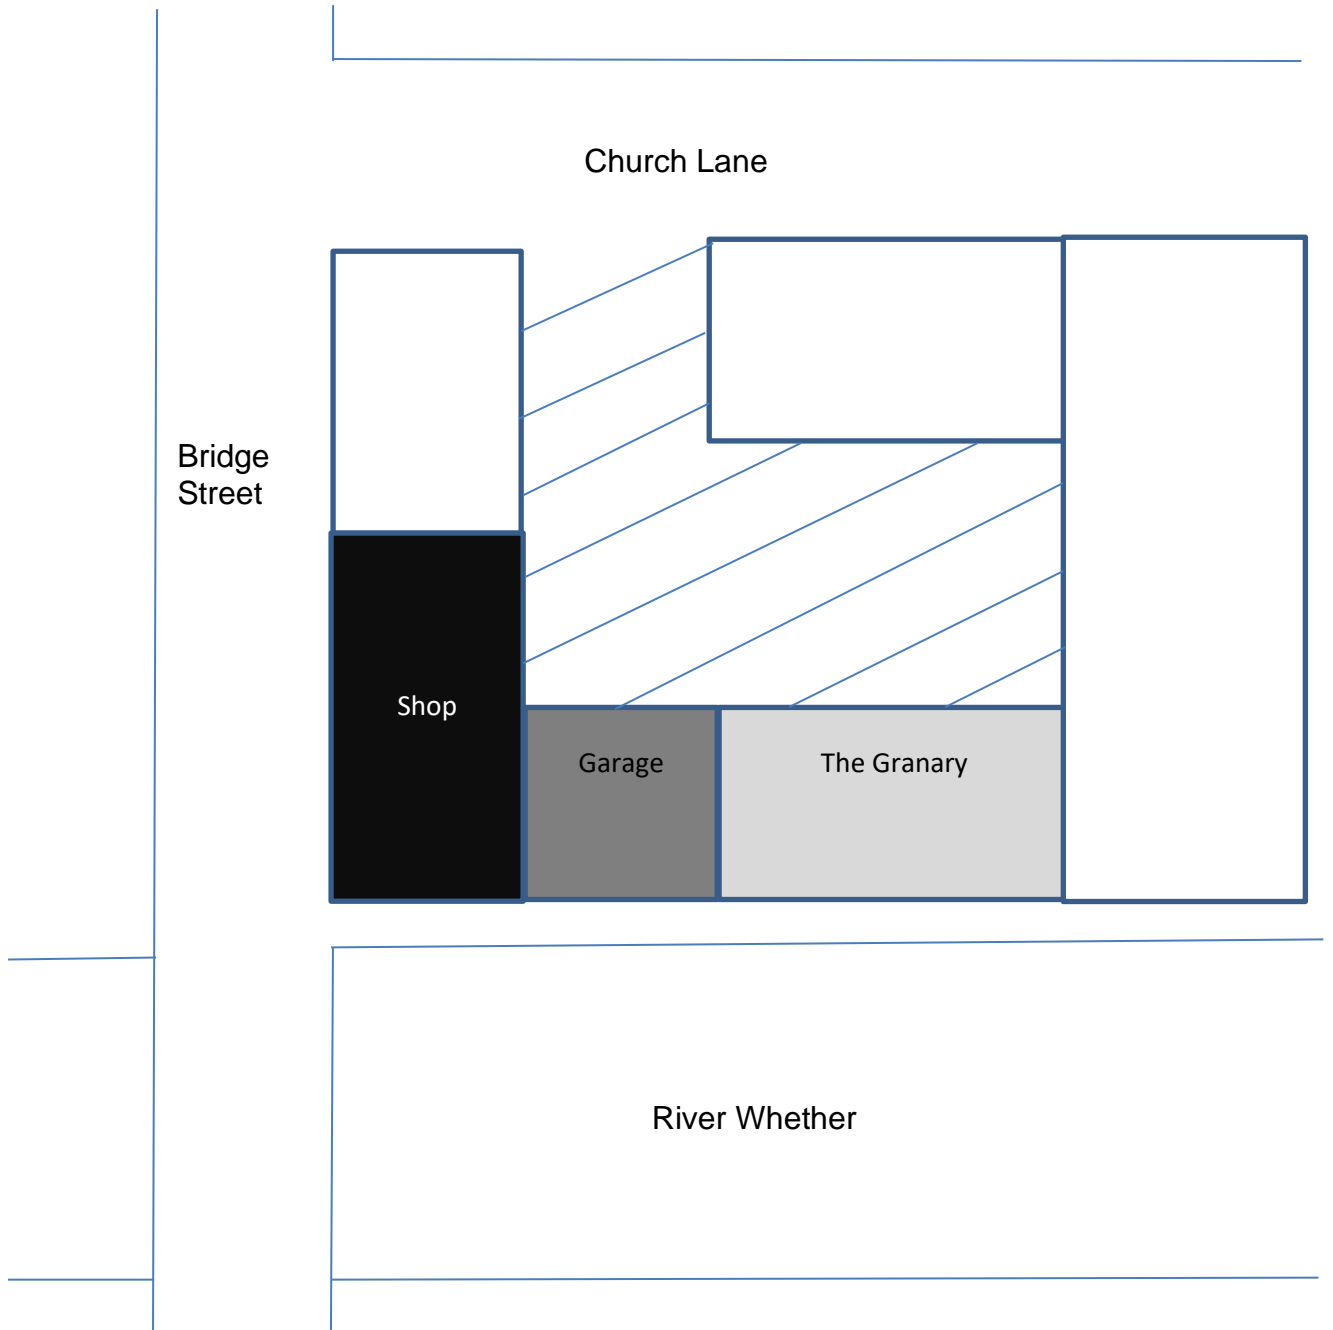 Church Lane
Bridge
Street
Shop
Garage
The Granary
River Whether